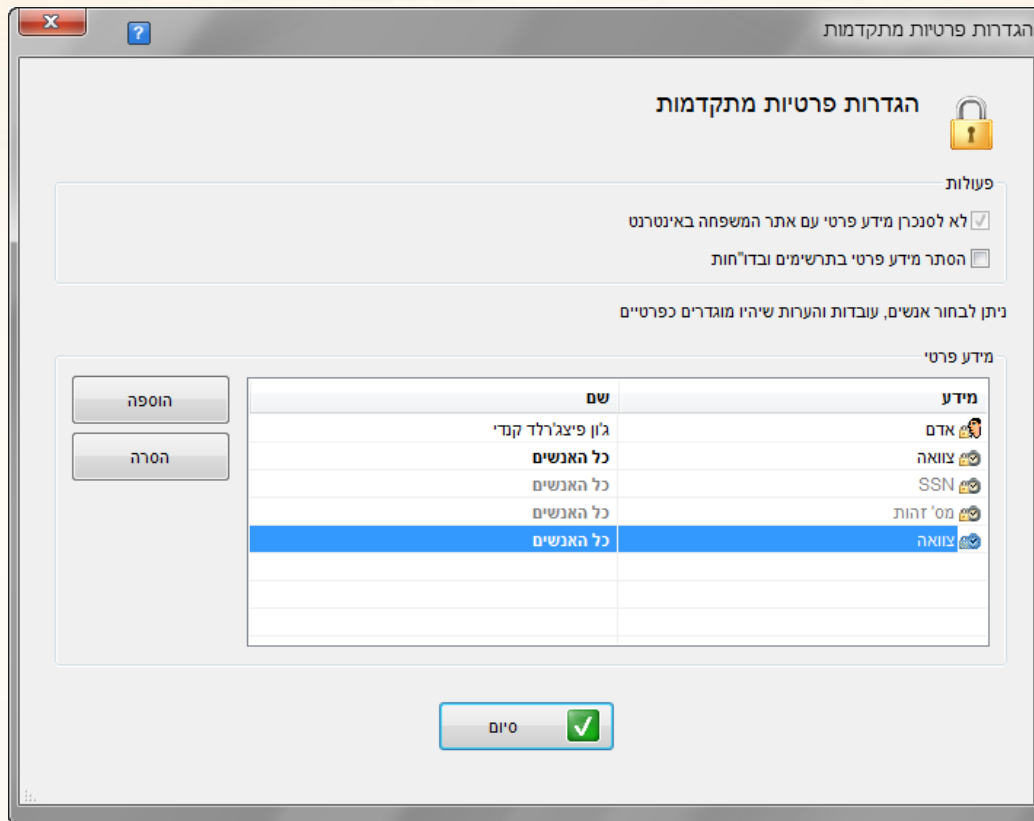 הגדרות פרטיות מתקדמות
הגדרות פרטיות מתקדמות
פעולות
לא לסנכרן מידע פרטי עם אתר המשפחה באינטרנט
הסתר מידע פרטי בתרשימים ובדו"חות
ניתן לבחור אנשים, עובדות והערות שיהיו מוגדרים כפרטיים
מידע פרטי
מידע שם
אדם ג'ון פיצג'רלד קנדי
צוואה כל האנשים
SSN כל האנשים
מס' זהות כל האנשים
צוואה כל האנשים
הוספה
הסרה
סיום